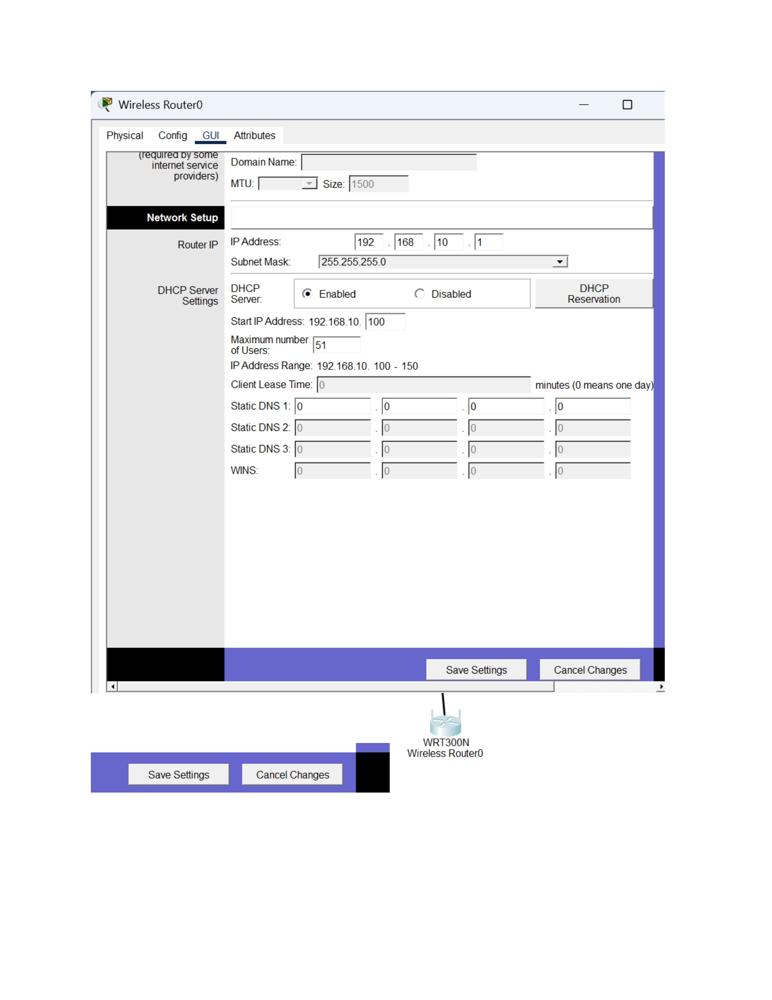 Wireless Router0
Physical Config GUI Attributes
(required by some
internet service
providers)
Domain Name:
MTU: Size: 1500
Network Setup
Router IP
IP Address: 192 . 168 . 10 . 1
Subnet Mask: 255.255.255.0
DHCP Server
Settings
DHCP
Server:
Enabled Disabled
DHCP
Reservation
Start IP Address: 192.168.10. 100
Maximum number
of Users:
51
IP Address Range: 192.168.10. 100 - 150
Client Lease Time: 0 minutes (0 means one day)
Static DNS 1: 0 . 0 . 0 . 0
Static DNS 2: 0 . 0 . 0 . 0
Static DNS 3: 0 . 0 . 0 . 0
WINS: 0 . 0 . 0 . 0
Save Settings Cancel Changes
WRT300N
Wireless Router0
Save Settings Cancel Changes